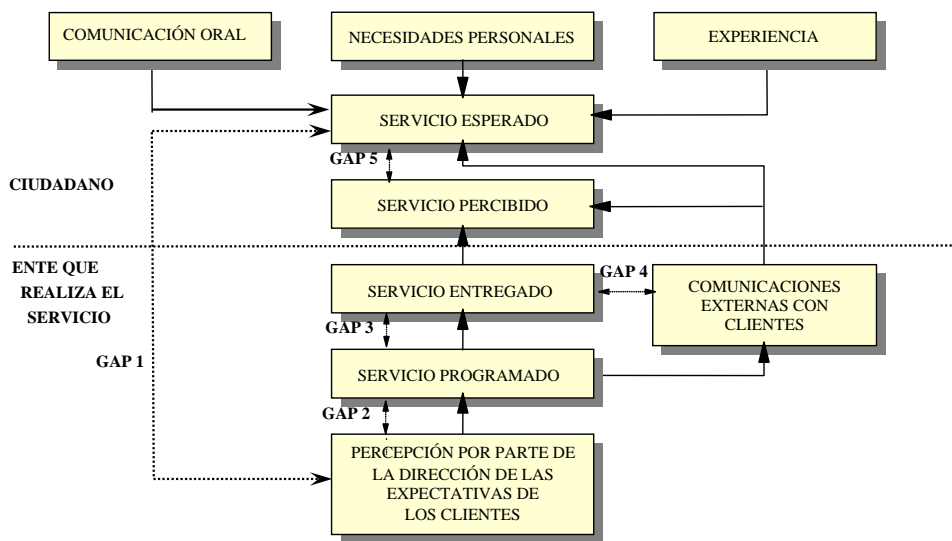 COMUNICACIÓN ORAL
NECESIDADES PERSONALES
EXPERIENCIA
SERVICIO ESPERADO
GAP 5
CIUDADANO
SERVICIO PERCIBIDO
ENTE QUE
REALIZA EL
SERVICIO
SERVICIO ENTREGADO
GAP 4
COMUNICACIONES
EXTERNAS CON
CLIENTES
GAP 3
GAP 1
SERVICIO PROGRAMADO
GAP 2
PERCEPCIÓN POR PARTE DE
LA DIRECCIÓN DE LAS
EXPECTATIVAS DE
LOS CLIENTES